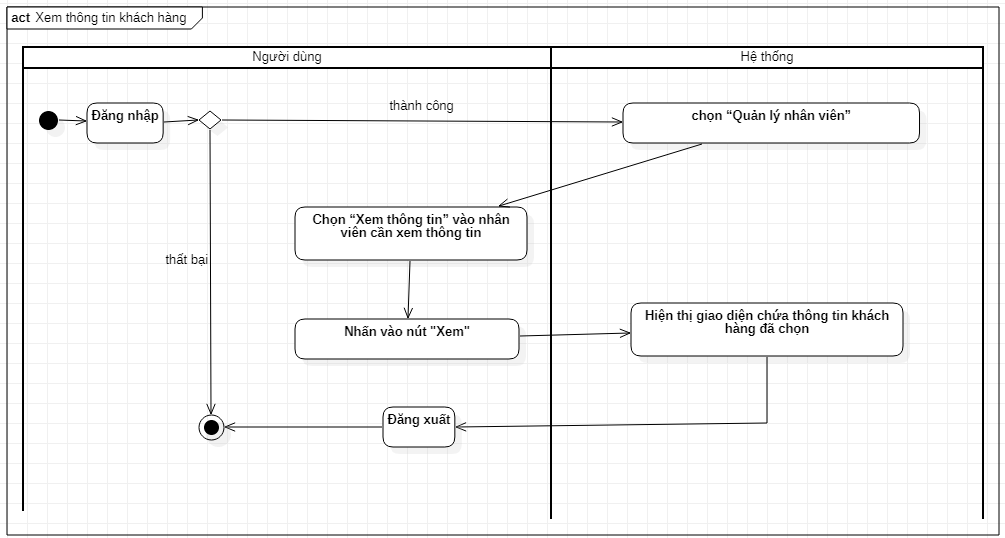 act Xem thông tin khách hàng
Người dùng
Hệ thống
Đăng nhập
thành công
chọn “Quản lý nhân viên”
Chọn “Xem thông tin” vào nhân
viên cần xem thông tin
thất bại
Nhấn vào nút "Xem"
Hiện thị giao diện chứa thông tin khách
hàng đã chọn
Đăng xuất